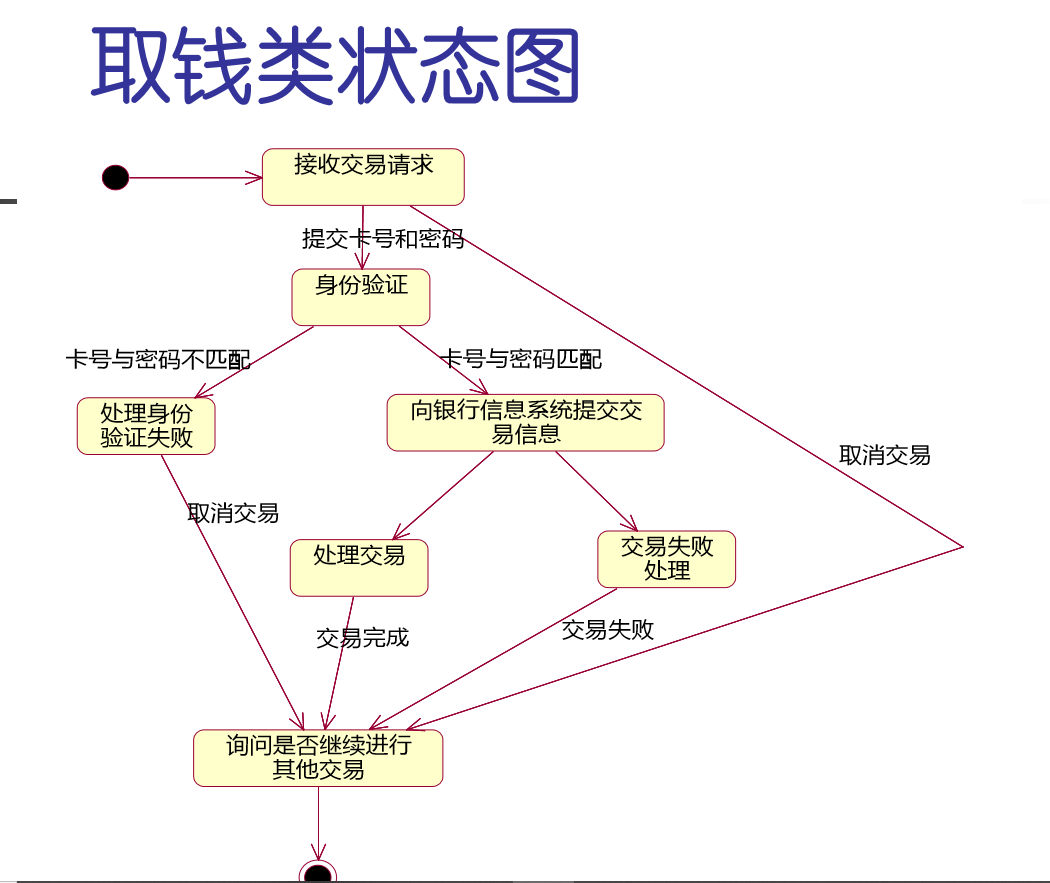 取钱类状态图
接收交易请求
提交卡号和密码
身份验证
卡号与密码不匹配
卡号与密码匹配
处理身份
验证失败
向银行信息系统提交交
易信息
取消交易
取消交易
处理交易
交易失败
处理
交易完成
交易失败
询问是否继续进行
其他交易